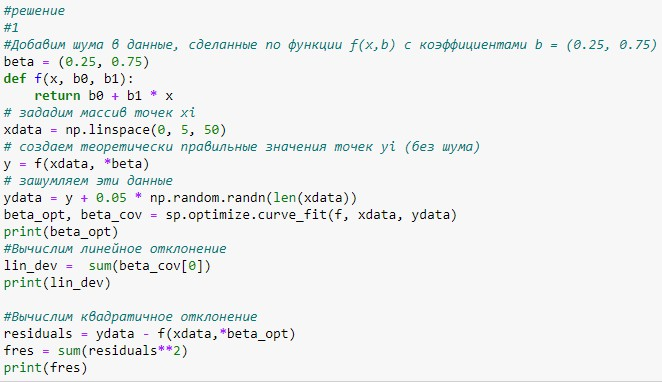 #решение
#1
#Добавим шума в данные, сделанные по функции f(x,b) с коэффициентами b = (0.25, 0.75)
beta = (0.25, 0.75)
def f(x, b0, b1):
    return b0 + b1 * x
# зададим массив точек xi
xdata = np.linspace(0, 5, 50)
# создаем теоретически правильные значения точек yi (без шума)
y = f(xdata, *beta)
# зашумляем эти данные
ydata = y + 0.05 * np.random.randn(len(xdata))
beta_opt, beta_cov = sp.optimize.curve_fit(f, xdata, ydata)
print(beta_opt)
#Вычислим линейное отклонение
lin_dev =  sum(beta_cov[0])
print(lin_dev)

#Вычислим квадратичное отклонение
residuals = ydata - f(xdata,*beta_opt)
fres = sum(residuals**2)
print(fres)